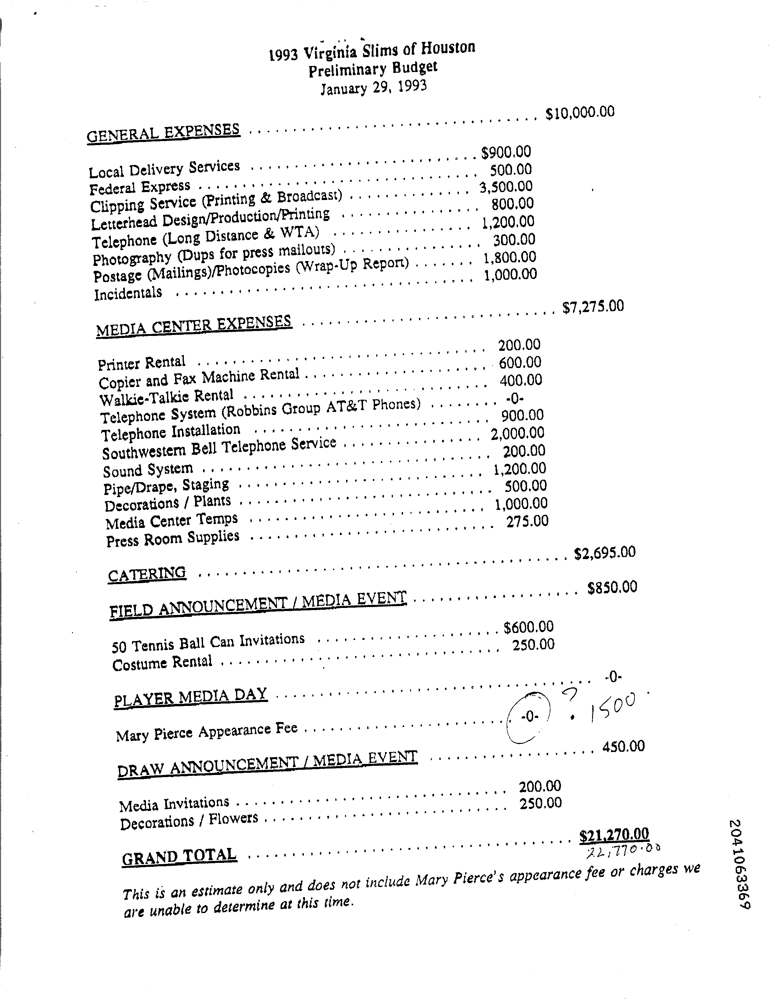 1993 Virginia Slims of Houston
Preliminary Budget
January 29, 1993
GENERAL EXPENSES ................................ $10,000.00
Local Delivery Services .......................... $900.00
Federal Express ................................ 500.00
Clipping Service (Printing & Broadcast) .............. 3,500.00
Letterhead Design/Production/Printing ................ 800.00
Telephone (Long Distance & WTA) ................ 1,200.00
Photography (Dups for press mailouts) ................ 300.00
Postage (Mailings)/Photocopies (Wrap-Up Report) ....... 1,800.00
Incidentals .................................. 1,000.00
MEDIA CENTER EXPENSES ............................. $7,275.00
Printer Rental ................................. 200.00
Copier and Fax Machine Rental ..................... 600.00
Walkie-Talkie Rental ............................ 400.00
Telephone System (Robbins Group AT&T Phones) ........ -0-
Telephone Installation ........................... 900.00
Southwestern Bell Telephone Service ................ 2,000.00
Sound System ................................. 200.00
Pipe/Drape, Staging ............................ 1,200.00
Decorations / Plants ............................. 500.00
Media Center Temps ........................... 1,000.00
Press Room Supplies ............................ 275.00
CATERING .......................................... $2,695.00
FIELD ANNOUNCEMENT / MEDIA EVENT ................... $850.00
50 Tennis Ball Can Invitations ..................... $600.00
Costume Rental ................................ 250.00
PLAYER MEDIA DAY .................................... -0-
Mary Pierce Appearance Fee ........................ -0- ? 1500
DRAW ANNOUNCEMENT / MEDIA EVENT ................... 450.00
Media Invitations ............................... 200.00
Decorations / Flowers ............................ 250.00
GRAND TOTAL ..................................... $21,270.00
22,770.00
This is an estimate only and does not include Mary Pierce's appearance fee or charges we
are unable to determine at this time.
2041063369